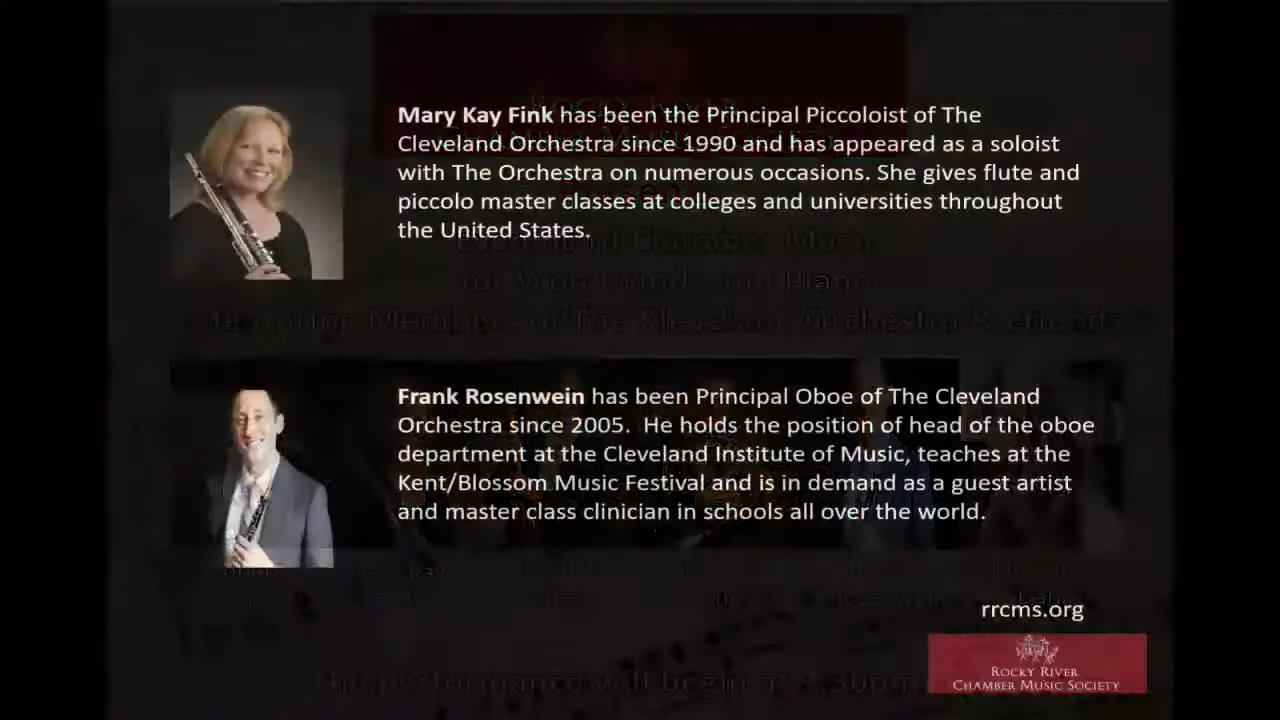 Mary Kay Fink has been the Principal Piccoloist of The
Cleveland Orchestra since 1990 and has appeared as a soloist
with The Orchestra on numerous occasions. She gives flute and
piccolo master classes at colleges and universities throughout
the United States.
Frank Rosenwein has been Principal Oboe of The Cleveland
Orchestra since 2005. He holds the position of head of the oboe
department at the Cleveland Institute of Music, teaches at the
Kent/Blossom Music Festival and is in demand as a guest artist
and master class clinician in schools all over the world.
rrcms.org
ROCKY RIVER
CHAMBER MUSIC SOCIETY